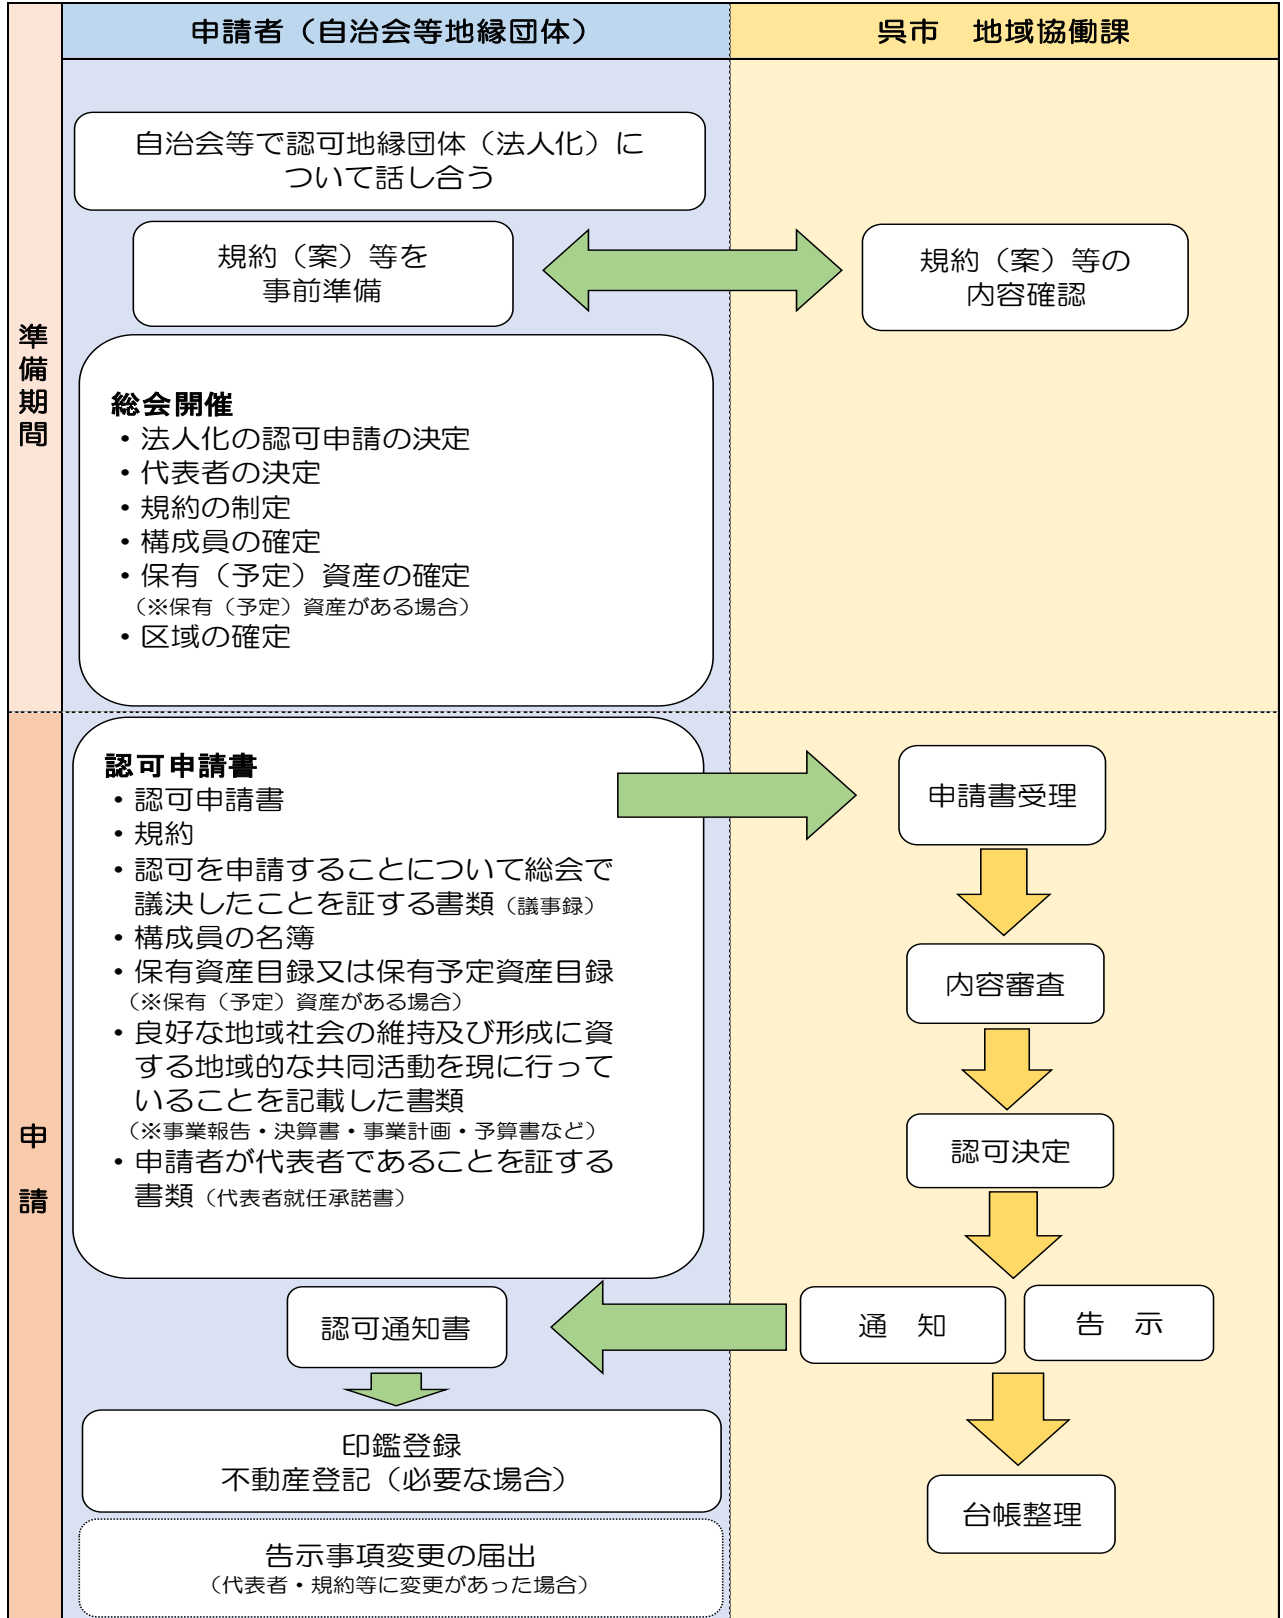 申請者（自治会等地縁団体）
呉市　地域協働課
準備期間
自治会等で認可地縁団体（法人化）に
ついて話し合う
規約（案）等を
事前準備
規約（案）等の
内容確認
総会開催
・法人化の認可申請の決定
・代表者の決定
・規約の制定
・構成員の確定
・保有（予定）資産の確定
（※保有（予定）資産がある場合）
・区域の確定
申　請
認可申請書
・認可申請書
・規約
・認可を申請することについて総会で
議決したことを証する書類（議事録）
・構成員の名簿
・保有資産目録又は保有予定資産目録
（※保有（予定）資産がある場合）
・良好な地域社会の維持及び形成に資
する地域的な共同活動を現に行って
いることを記載した書類
（※事業報告・決算書・事業計画・予算書など）
・申請者が代表者であることを証する
書類（代表者就任承諾書）
申請書受理
内容審査
認可決定
通　知
告　示
認可通知書
印鑑登録
不動産登記（必要な場合）
台帳整理
告示事項変更の届出
（代表者・規約等に変更があった場合）